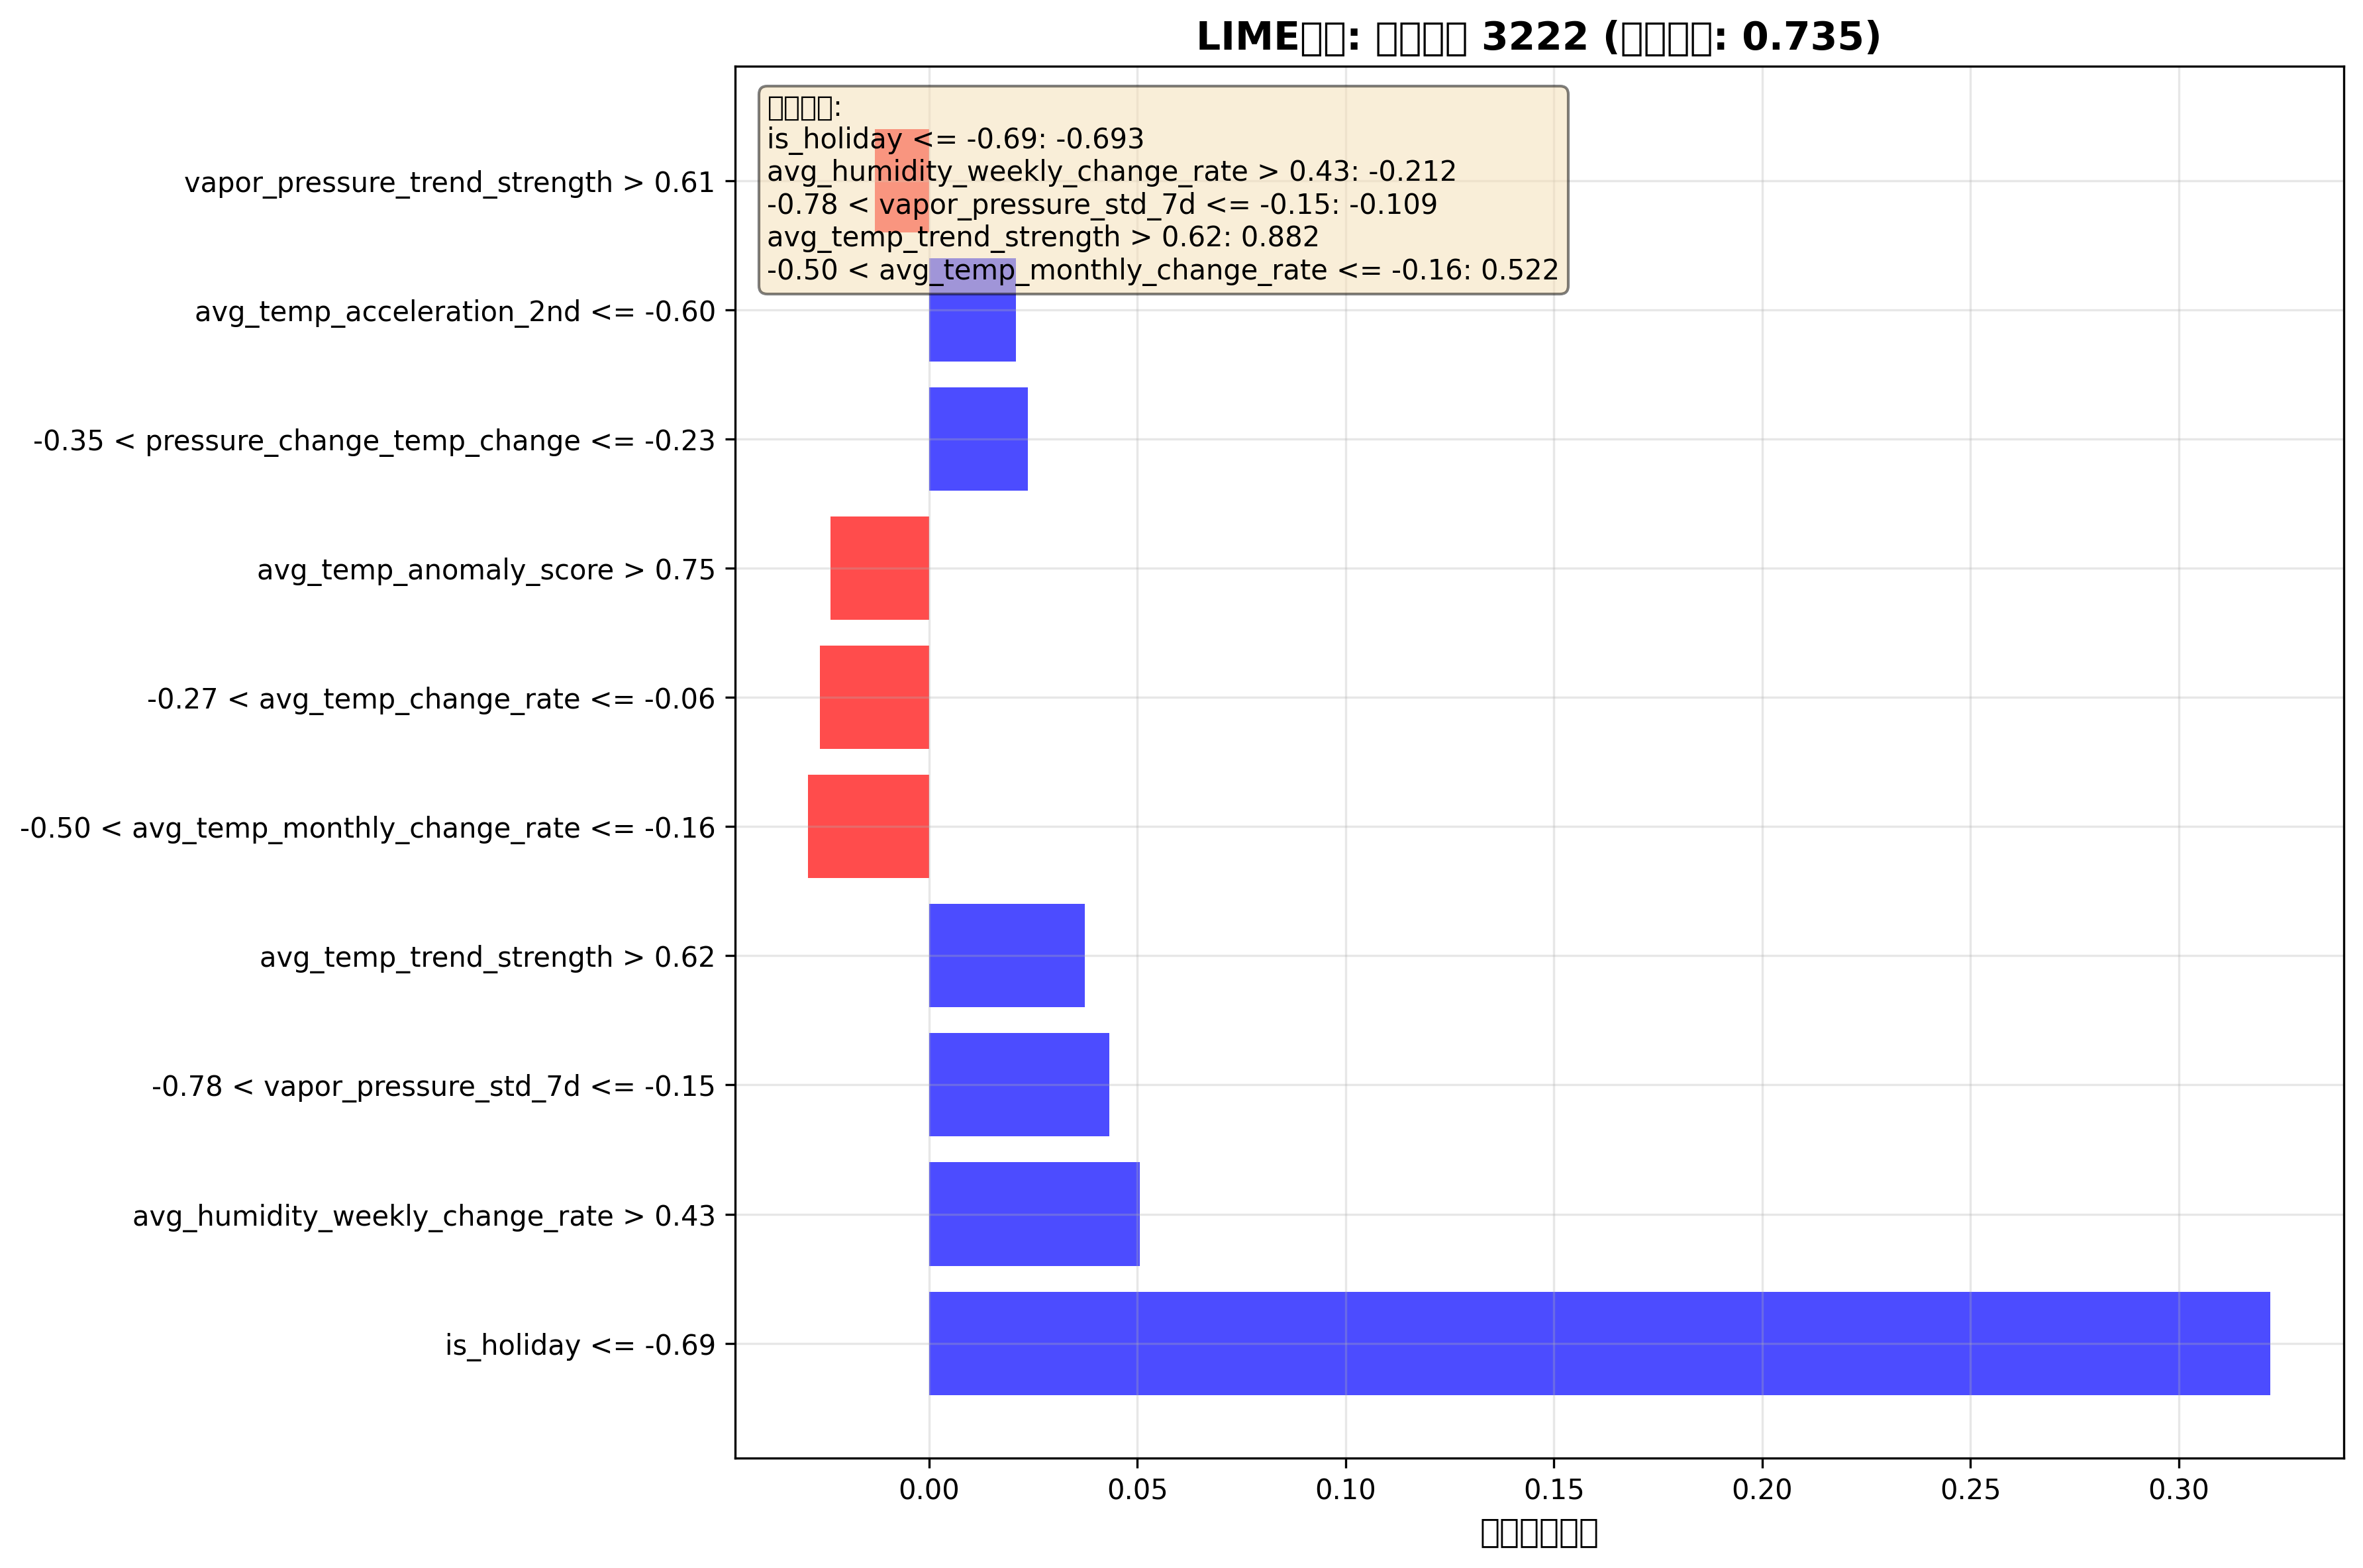 LIME: 3222 (: 0.735)
:
is_holiday <= -0.69: -0.693
avg_humidity_weekly_change_rate > 0.43: -0.212
-0.78 < vapor_pressure_std_7d <= -0.15: -0.109
avg_temp_trend_strength > 0.62: 0.882
-0.50 < avg_temp_monthly_change_rate <= -0.16: 0.522
vapor_pressure_trend_strength > 0.61
avg_temp_acceleration_2nd <= -0.60
-0.35 < pressure_change_temp_change <= -0.23
avg_temp_anomaly_score > 0.75
-0.27 < avg_temp_change_rate <= -0.06
-0.50 < avg_temp_monthly_change_rate <= -0.16
avg_temp_trend_strength > 0.62
-0.78 < vapor_pressure_std_7d <= -0.15
avg_humidity_weekly_change_rate > 0.43
is_holiday <= -0.69
0.00 0.05 0.10 0.15 0.20 0.25 0.30